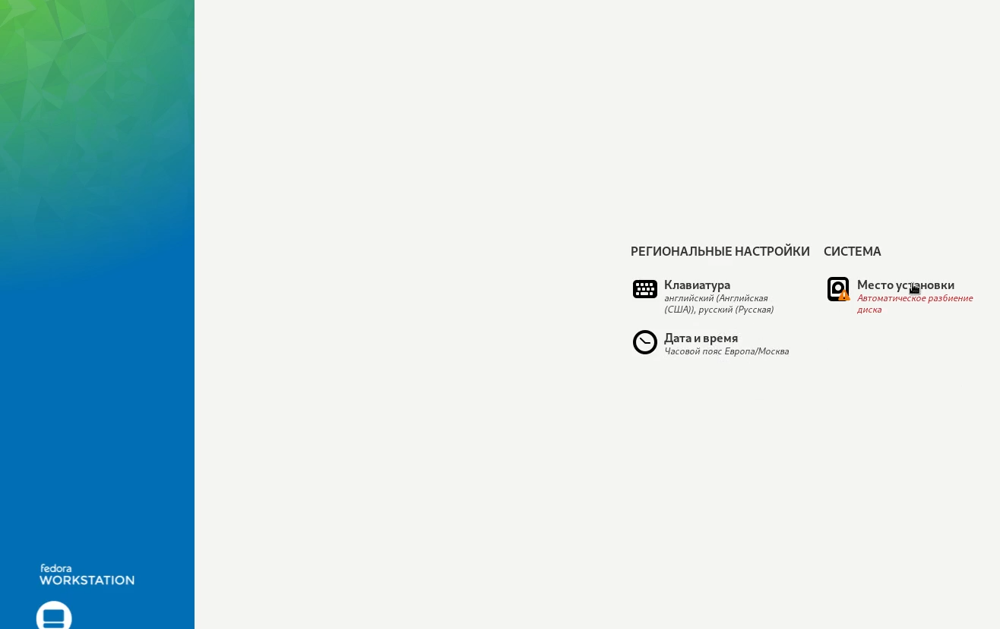 РЕГИОНАЛЬНЫЕ НАСТРОЙКИ
Клавиатура
английский (Английская
(США)), русский (Русская)
Дата и время
Часовой пояс Европа/Москва
СИСТЕМА
Место установки
Автоматическое разбиение
диска
fedora
WORKSTATION